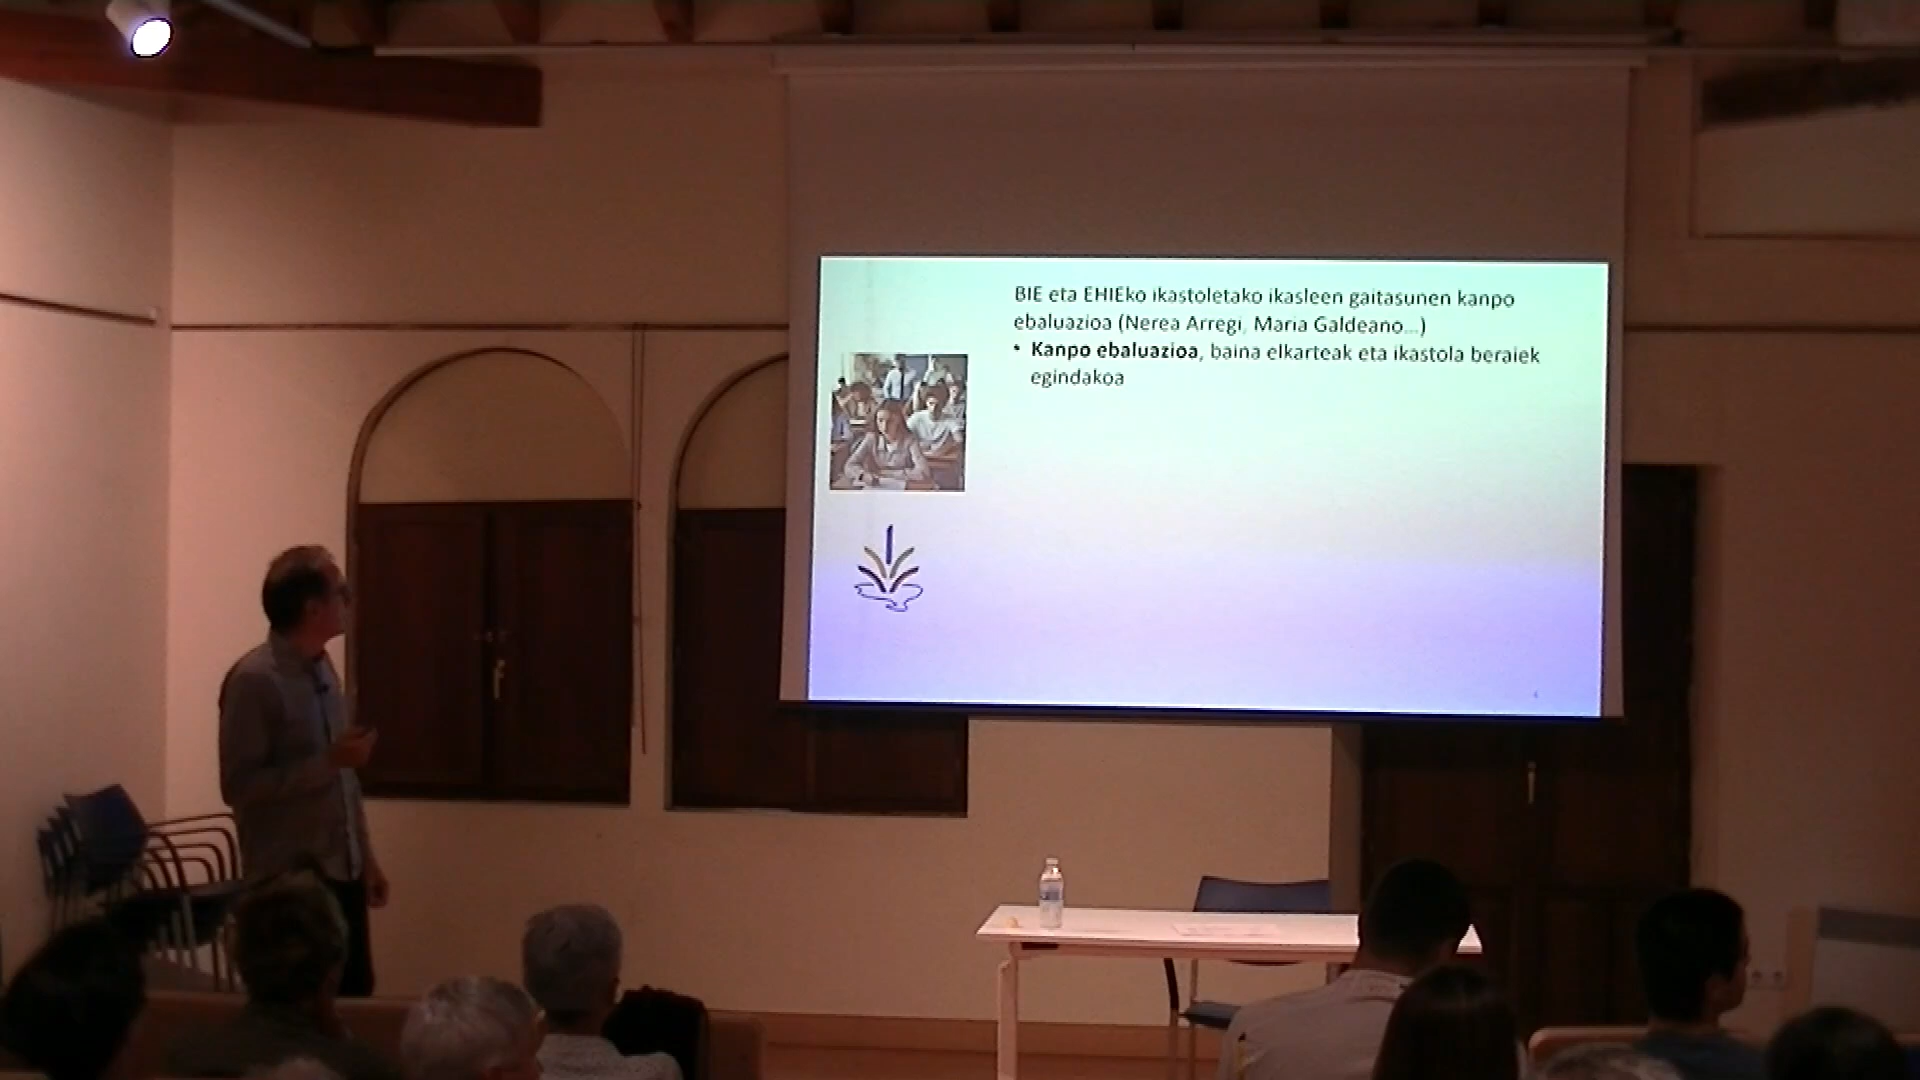 BIE eta EHIEko ikastoletako ikasleen gaitasunen kanpo
ebaluazioa (Nerea Arregi, Maria Galdeano...)
• Kanpo ebaluazioa, baina elkarteak eta ikastola beraiek
egindakoa